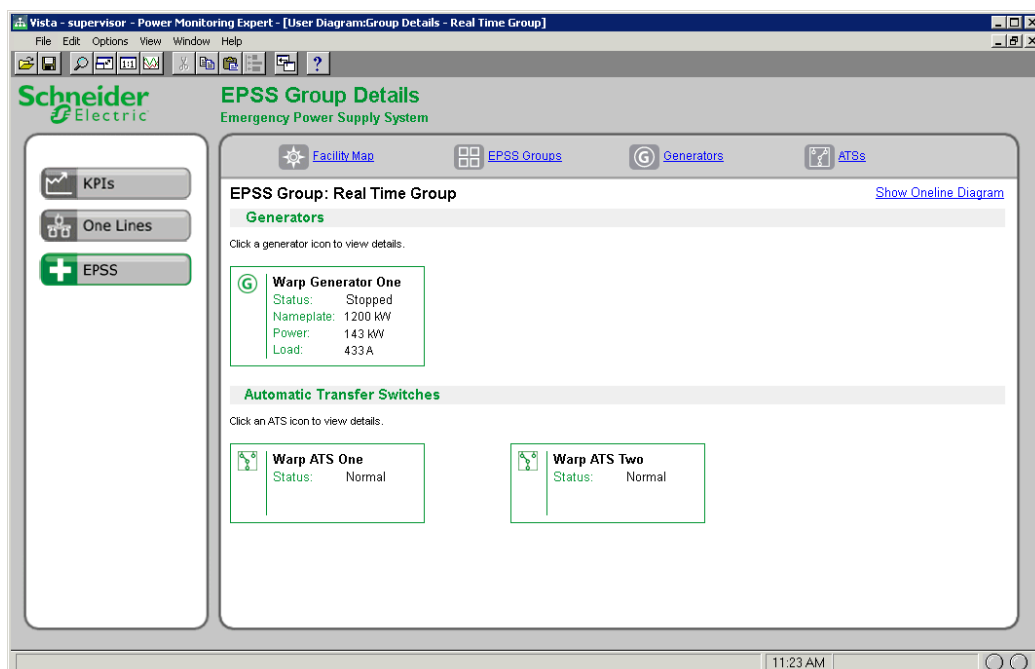 Vista - supervisor - Power Monitoring Expert - [User Diagram:Group Details - Real Time Group]
File Edit Options View Window Help
1:1
?
Schneider
Electric
EPSS Group Details
Emergency Power Supply System
Facility Map
EPSS Groups
G
Generators
ATSs
KPIs
One Lines
EPSS
EPSS Group: Real Time Group
Show Oneline Diagram
Generators
Click a generator icon to view details.
G
Warp Generator One
Status: Stopped
Nameplate: 1200 kW
Power: 143 kW
Load: 433 A
Automatic Transfer Switches
Click an ATS icon to view details.
Warp ATS One
Status: Normal
Warp ATS Two
Status: Normal
11:23 AM